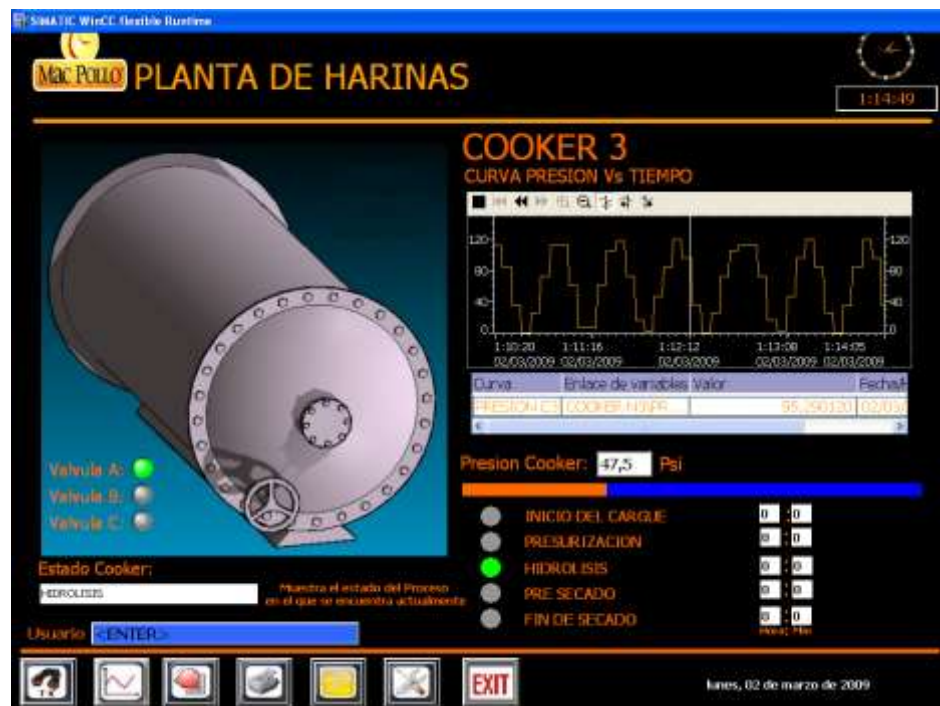 SIMATIC WinCC flexible Runtime
Mac Pollo
PLANTA DE HARINAS
1:14:49
COOKER 3
CURVA PRESION Vs TIEMPO
120
80
40
0
120
80
40
0
1:10:20 1:11:16 1:12:12 1:13:08 1:14:05
02/03/2009 02/03/2009 02/03/2009 02/03/2009 02/03/2009
Curva Enlace de variables Valor Fecha/H
PRESION C3 COOKER 02/03/
Presion Cooker: 47,5 Psi
Valvula A:
Valvula B:
Valvula C:
INICIO DEL CARGUE 0 : 0
PRESURIZACION 0 : 0
HIDROLISIS 0 : 0
PRE SECADO 0 : 0
FIN DE SECADO 0 : 0
Horas Min
Estado Cooker:
HIDROLISIS
Muestra el estado del Proceso
en el que se encuentra actualmente
Usuario <ENTER>
EXIT
lunes, 02 de marzo de 2009